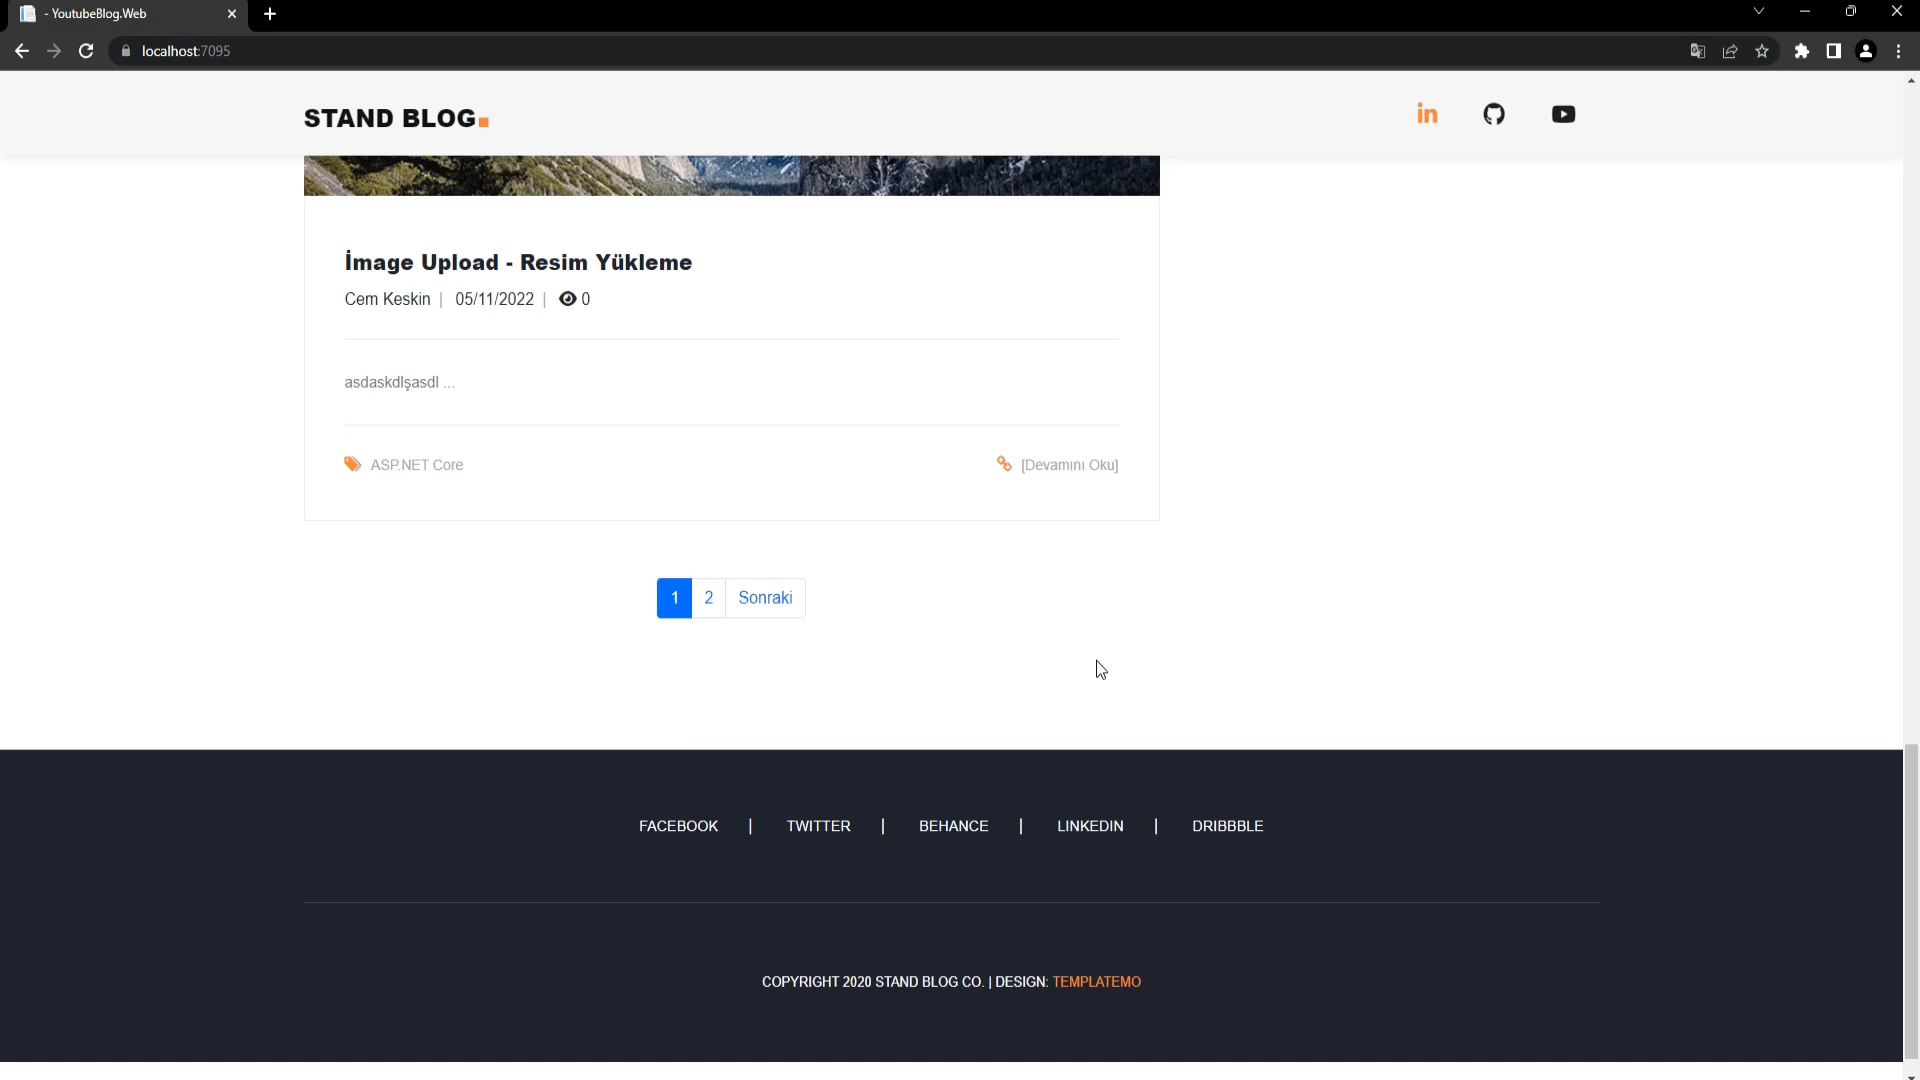 - YoutubeBlog.Web
localhost:7095
STAND BLOG.
İmage Upload - Resim Yükleme
Cem Keskin | 05/11/2022 | 0
asdaskdlşasdl ...
ASP.NET Core
[Devamını Oku]
1 2 Sonraki
FACEBOOK | TWITTER | BEHANCE | LINKEDIN | DRIBBBLE
COPYRIGHT 2020 STAND BLOG CO. | DESIGN: TEMPLATEMO